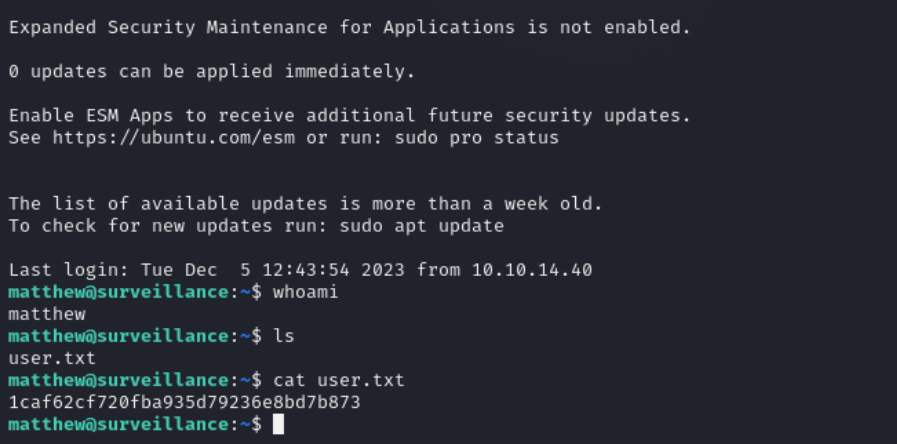 Expanded Security Maintenance for Applications is not enabled.
0 updates can be applied immediately.
Enable ESM Apps to receive additional future security updates.
See https://ubuntu.com/esm or run: sudo pro status
The list of available updates is more than a week old.
To check for new updates run: sudo apt update
Last login: Tue Dec  5 12:43:54 2023 from 10.10.14.40
matthew@surveillance:~$ whoami
matthew
matthew@surveillance:~$ ls
user.txt
matthew@surveillance:~$ cat user.txt
1caf62cf720fba935d79236e8bd7b873
matthew@surveillance:~$